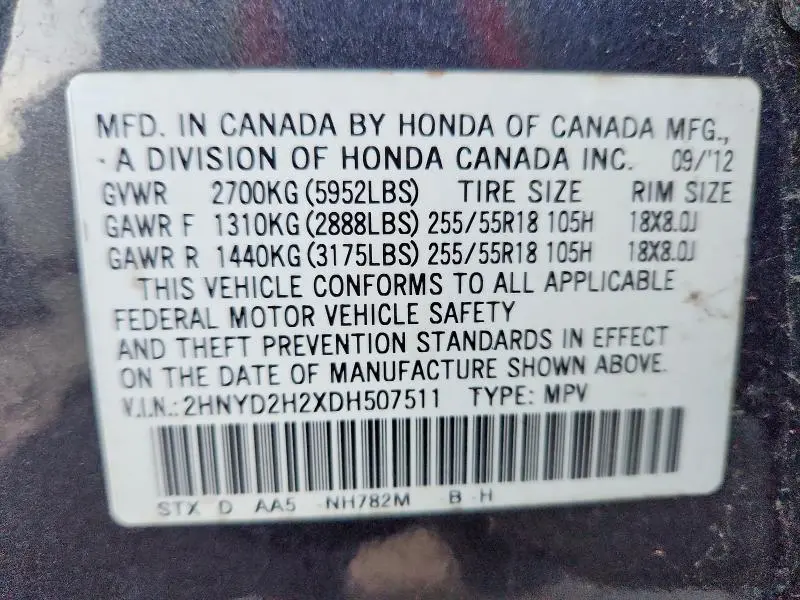 MFD. IN CANADA BY HONDA OF CANADA MFG.,
A DIVISION OF HONDA CANADA INC. 09/'12
GVWR 2700KG (5952LBS) TIRE SIZE RIM SIZE
GAWR F 1310KG (2888LBS) 255/55R18 105H 18X8.0J
GAWR R 1440KG (3175LBS) 255/55R18 105H 18X8.0J
THIS VEHICLE CONFORMS TO ALL APPLICABLE
FEDERAL MOTOR VEHICLE SAFETY
AND THEFT PREVENTION STANDARDS IN EFFECT
ON THE DATE OF MANUFACTURE SHOWN ABOVE.
V.I.N.: 2HNYD2H2XDH507511 TYPE: MPV
STX D AA5 NH782M B H